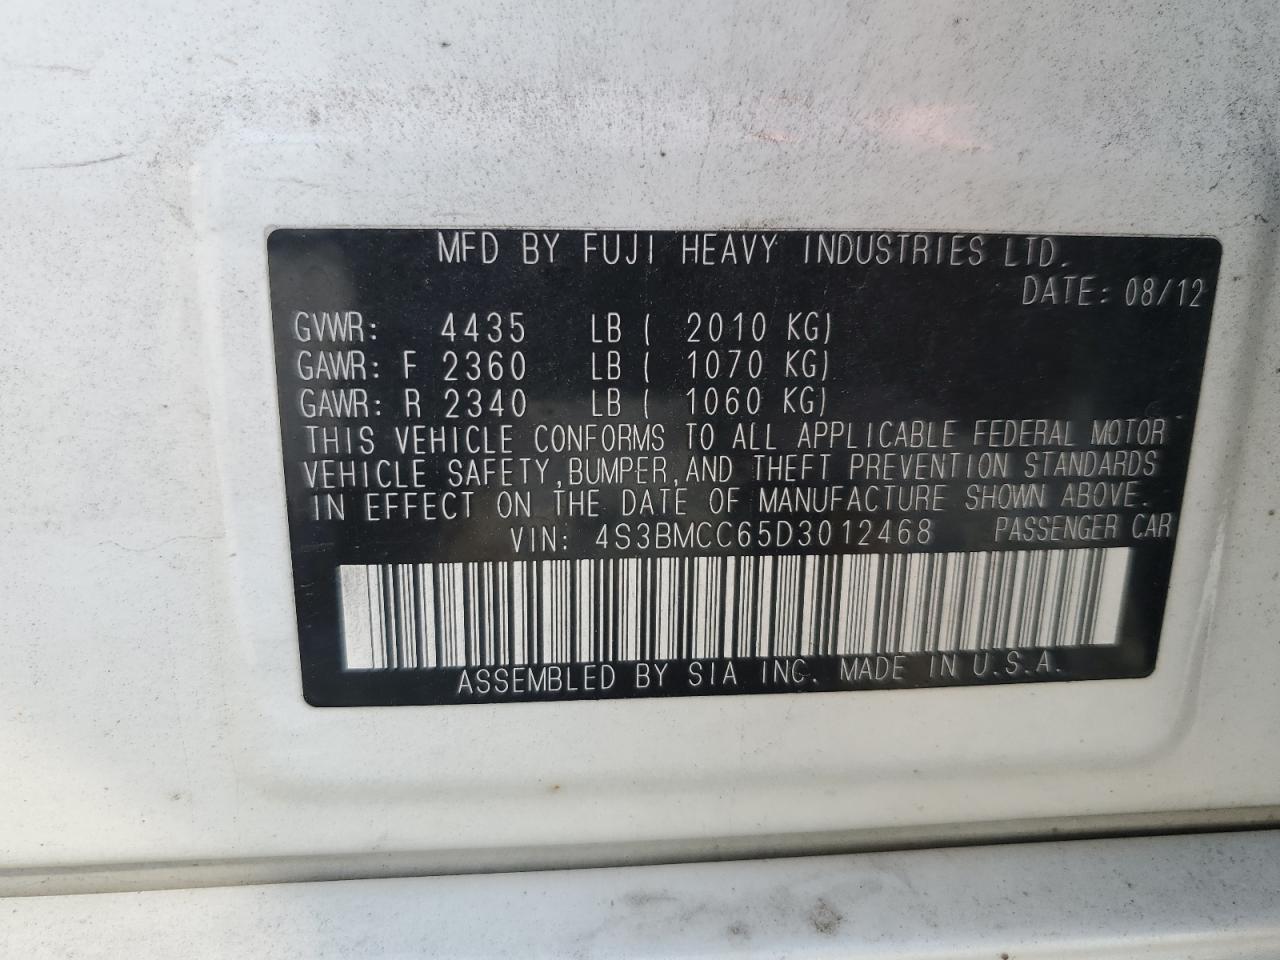 MFD BY FUJI HEAVY INDUSTRIES LTD.
DATE: 08/12
GVWR: 4435 LB ( 2010 KG)
GAWR: F 2360 LB ( 1070 KG)
GAWR: R 2340 LB ( 1060 KG)
THIS VEHICLE CONFORMS TO ALL APPLICABLE FEDERAL MOTOR
VEHICLE SAFETY, BUMPER, AND THEFT PREVENTION STANDARDS
IN EFFECT ON THE DATE OF MANUFACTURE SHOWN ABOVE.
VIN: 4S3BMCC65D3012468 PASSENGER CAR
ASSEMBLED BY SIA INC. MADE IN U.S.A.